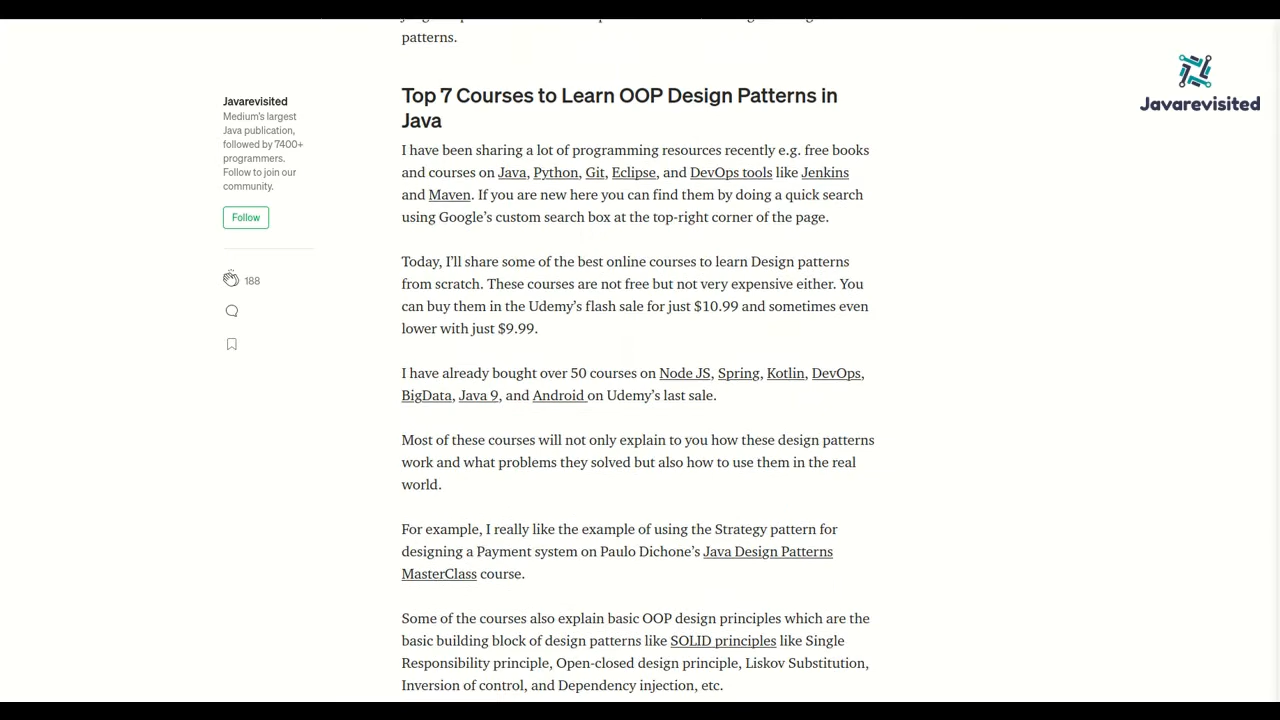 patterns.
Javarevisited
Medium's largest
Java publication,
followed by 7400+
programmers.
Follow to join our
community.
Follow
188
Javarevisited
Top 7 Courses to Learn OOP Design Patterns in
Java
I have been sharing a lot of programming resources recently e.g. free books
and courses on Java, Python, Git, Eclipse, and DevOps tools like Jenkins
and Maven. If you are new here you can find them by doing a quick search
using Google's custom search box at the top-right corner of the page.
Today, I'll share some of the best online courses to learn Design patterns
from scratch. These courses are not free but not very expensive either. You
can buy them in the Udemy's flash sale for just $10.99 and sometimes even
lower with just $9.99.
I have already bought over 50 courses on Node JS, Spring, Kotlin, DevOps,
BigData, Java 9, and Android on Udemy's last sale.
Most of these courses will not only explain to you how these design patterns
work and what problems they solved but also how to use them in the real
world.
For example, I really like the example of using the Strategy pattern for
designing a Payment system on Paulo Dichone's Java Design Patterns
MasterClass course.
Some of the courses also explain basic OOP design principles which are the
basic building block of design patterns like SOLID principles like Single
Responsibility principle, Open-closed design principle, Liskov Substitution,
Inversion of control, and Dependency injection, etc.